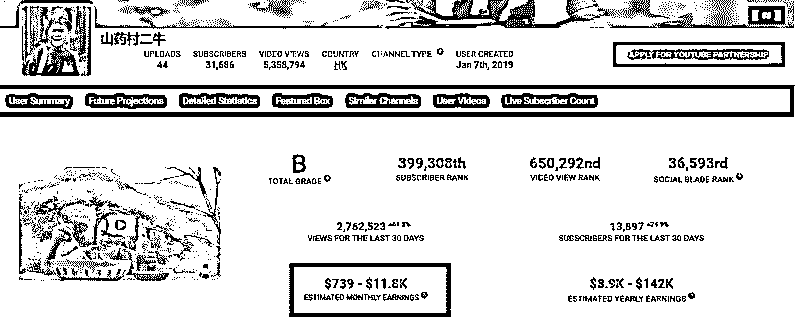 山药村二牛
UPLOADS SUBSCRIBERS VIDEO VIEWS COUNTRY CHANNEL TYPE USER CREATED
44 31,686 5,358,794 HK Jan 7th, 2019
APPLY FOR YOUTUBE PARTNERSHIP
User Summary Future Projections Detailed Statistics Featured Box Similar Channels User Videos Live Subscriber Count
B 399,308th 650,292nd 36,593rd
TOTAL GRADE SUBSCRIBER RANK VIDEO VIEW RANK SOCIAL BLADE RANK
2,762,523 13,697
VIEWS FOR THE LAST 30 DAYS SUBSCRIBERS FOR THE LAST 30 DAYS
$739 - $11.8K $8.9K - $142K
ESTIMATED MONTHLY EARNINGS ESTIMATED YEARLY EARNINGS